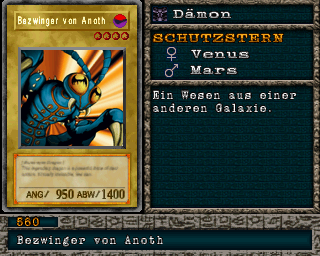 Bezwinger von Anoth
ANG/ 950 ABW/ 1400
Dämon
SCHUTZSTERN
Venus
Mars
Ein Wesen aus einer
anderen Galaxie.
560
Bezwinger von Anoth